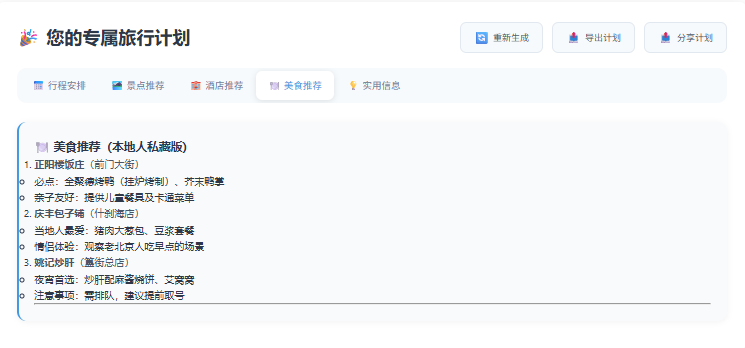 您的专属旅行计划
重新生成
导出计划
分享计划
行程安排
景点推荐
酒店推荐
美食推荐
实用信息
美食推荐（本地人私藏版）
1. 正阳楼饭庄（前门大街）
必点：全聚德烤鸭（挂炉烤制）、芥末鸭掌
亲子友好：提供儿童餐具及卡通菜单
2. 庆丰包子铺（什刹海店）
当地人最爱：猪肉大葱包、豆浆套餐
情侣体验：观察老北京人吃早点的场景
3. 姚记炒肝（簋街总店）
夜宵首选：炒肝配麻酱烧饼、艾窝窝
注意事项：需排队，建议提前取号